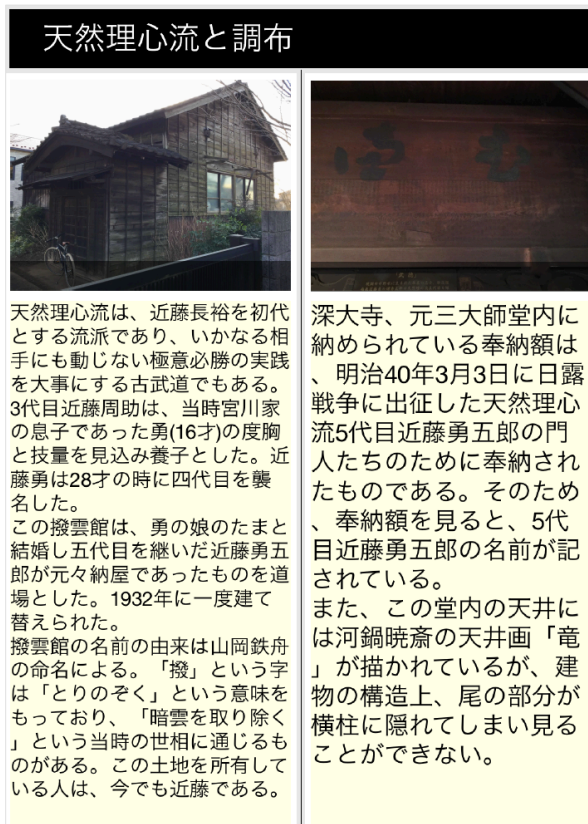 天然理心流と調布
天然理心流は、近藤長裕を初代
とする流派であり、いかなる相
手にも動じない極意必勝の実践
を大事にする古武道でもある。
3代目近藤周助は、当時宮川家
の息子であった勇(16才)の度胸
と技量を見込み養子とした。近
藤勇は28才の時に四代目を襲
名した。
この撥雲館は、勇の娘のたまと
結婚し五代目を継いだ近藤勇五
郎が元々納屋であったものを道
場とした。1932年に一度建て
替えられた。
撥雲館の名前の由来は山岡鉄舟
の命名による。「撥」という字
は「とりのぞく」という意味を
もっており、「暗雲を取り除く
」という当時の世相に通じるも
のがある。この土地を所有して
いる人は、今でも近藤である。
深大寺、元三大師堂内に
納められている奉納額は
、明治40年3月3日に日露
戦争に出征した天然理心
流5代目近藤勇五郎の門
人たちのために奉納され
たものである。そのため
、奉納額を見ると、5代
目近藤勇五郎の名前が記
されている。
また、この堂内の天井に
は河鍋暁斎の天井画「竜
」が描かれているが、建
物の構造上、尾の部分が
横柱に隠れてしまい見る
ことができない。